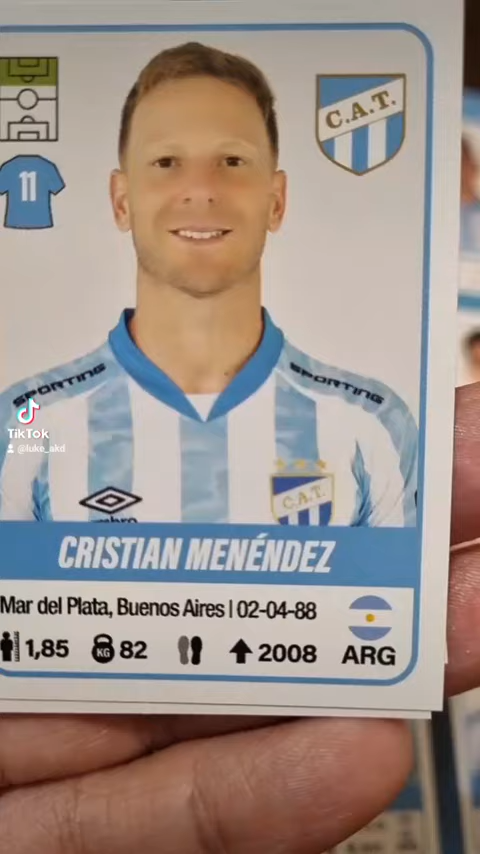 C.A.T.
11
SPORTING
SPORTING
TikTok
@luke_akd
C.A.T.
umbro
CRISTIAN MENÉNDEZ
Mar del Plata, Buenos Aires | 02-04-88
1,85
KG
82
2008
ARG